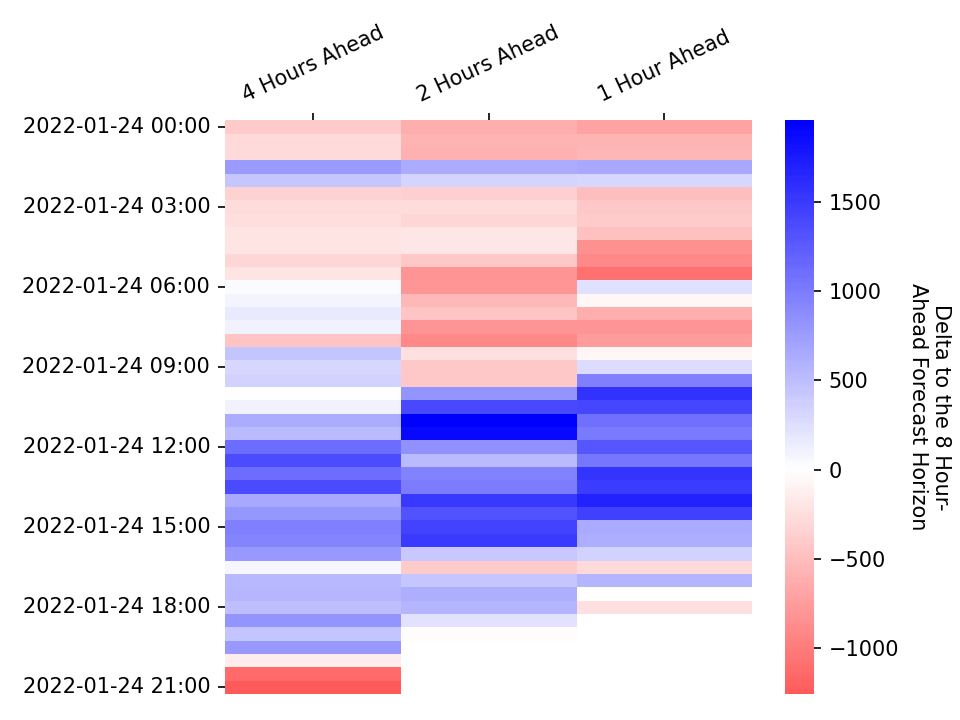 4 Hours Ahead
2 Hours Ahead
1 Hour Ahead
2022-01-24 00:00
2022-01-24 03:00
2022-01-24 06:00
2022-01-24 09:00
2022-01-24 12:00
2022-01-24 15:00
2022-01-24 18:00
2022-01-24 21:00
1500
1000
500
0
−500
−1000
Delta to the 8 Hour-
Ahead Forecast Horizon